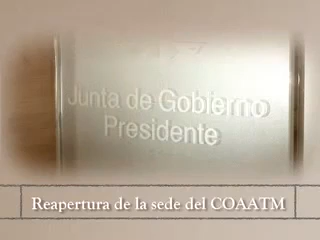 Junta de Gobierno
Presidente
Reapertura de la sede del COAATM